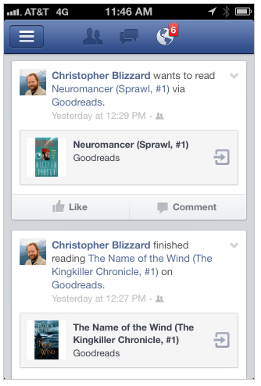 AT&T 4G 11:46 AM
6
Christopher Blizzard wants to read
Neuromancer (Sprawl, #1) via
Goodreads.
Yesterday at 12:29 PM ·
Neuromancer (Sprawl, #1)
Goodreads
Like Comment
Christopher Blizzard finished
reading The Name of the Wind (The
Kingkiller Chronicle, #1) on
Goodreads.
Yesterday at 12:27 PM ·
The Name of the Wind (The
Kingkiller Chronicle, #1)
Goodreads